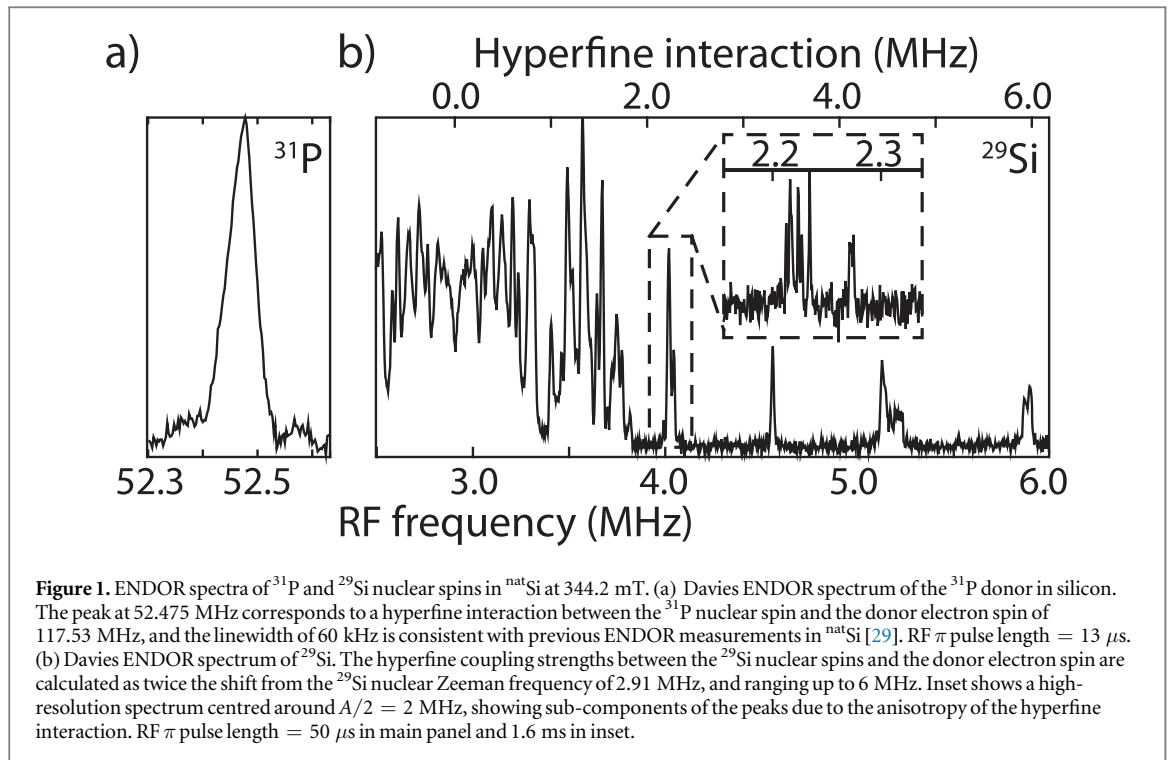 a)
b)
Hyperfine interaction (MHz)
0.0 2.0 4.0 6.0
31P
2.2 2.3
29Si
52.3 52.5
3.0 4.0 5.0 6.0
RF frequency (MHz)
Figure 1. ENDOR spectra of 31P and 29Si nuclear spins in natSi at 344.2 mT. (a) Davies ENDOR spectrum of the 31P donor in silicon.
The peak at 52.475 MHz corresponds to a hyperfine interaction between the 31P nuclear spin and the donor electron spin of
117.53 MHz, and the linewidth of 60 kHz is consistent with previous ENDOR measurements in natSi [29]. RF π pulse length = 13 μs.
(b) Davies ENDOR spectrum of 29Si. The hyperfine coupling strengths between the 29Si nuclear spins and the donor electron spin are
calculated as twice the shift from the 29Si nuclear Zeeman frequency of 2.91 MHz, and ranging up to 6 MHz. Inset shows a high-
resolution spectrum centred around A/2 = 2 MHz, showing sub-components of the peaks due to the anisotropy of the hyperfine
interaction. RF π pulse length = 50 μs in main panel and 1.6 ms in inset.